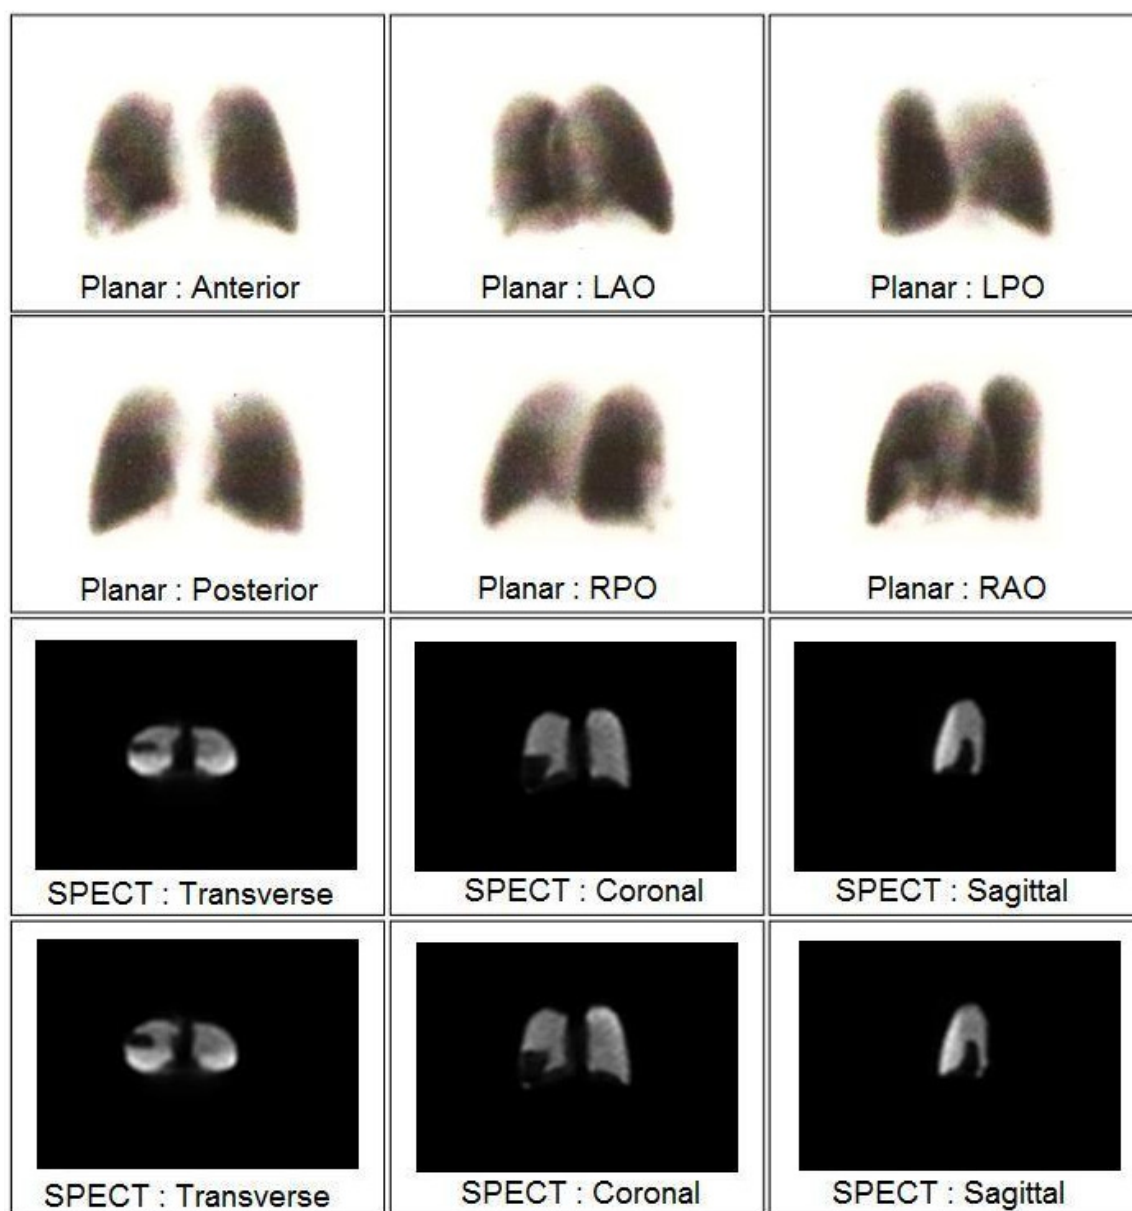 Planar : Anterior
Planar : LAO
Planar : LPO
Planar : Posterior
Planar : RPO
Planar : RAO
SPECT : Transverse
SPECT : Coronal
SPECT : Sagittal
SPECT : Transverse
SPECT : Coronal
SPECT : Sagittal